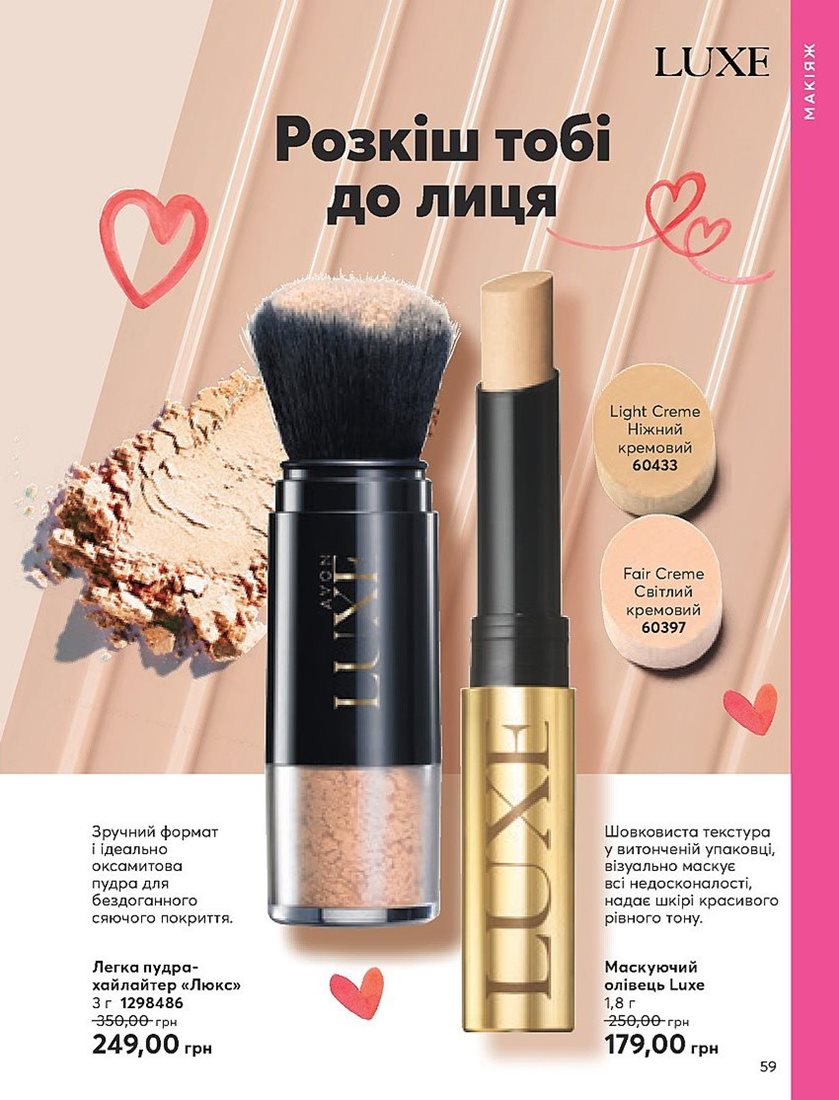 LUXE
МАКІЯЖ
Розкіш тобі
до лиця
Light Creme
Ніжний
кремовий
60433
Fair Creme
Світлий
кремовий
60397
AVON
LUXE
LUXE
Зручний формат
і ідеально
оксамитова
пудра для
бездоганного
сяючого покриття.
Легка пудра-
хайлайтер «Люкс»
3 г 1298486
350,00 грн
249,00 грн
Шовковиста текстура
у витонченій упаковці,
візуально маскує
всі недосконалості,
надає шкірі красивого
рівного тону.
Маскуючий
олівець Luxe
1,8 г
250,00 грн
179,00 грн
59